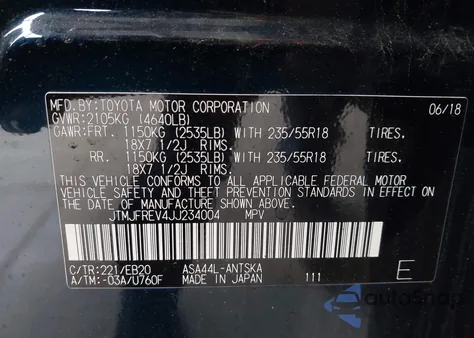 MFD.BY:TOYOTA MOTOR CORPORATION 06/18
GVWR:2105KG (4640LB)
GAWR:FRT. 1150KG (2535LB) WITH 235/55R18 TIRES.
18X7 1/2J RIMS.
RR. 1150KG (2535LB) WITH 235/55R18 TIRES.
18X7 1/2J RIMS.
THIS VEHICLE CONFORMS TO ALL APPLICABLE FEDERAL MOTOR
VEHICLE SAFETY AND THEFT PREVENTION STANDARDS IN EFFECT
ON THE DATE OF MANUFACTURE SHOWN ABOVE.
JTMJFREV4JJ234004 MPV
C/TR:221/EB20 ASA44L-ANTSKA
A/TM:-03A/U760F MADE IN JAPAN 111 E
autosnap